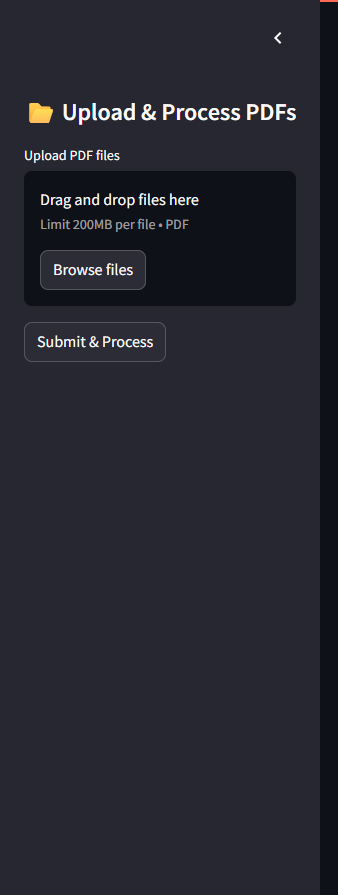 📂 Upload & Process PDFs
Upload PDF files
Drag and drop files here
Limit 200MB per file • PDF
Browse files
Submit & Process